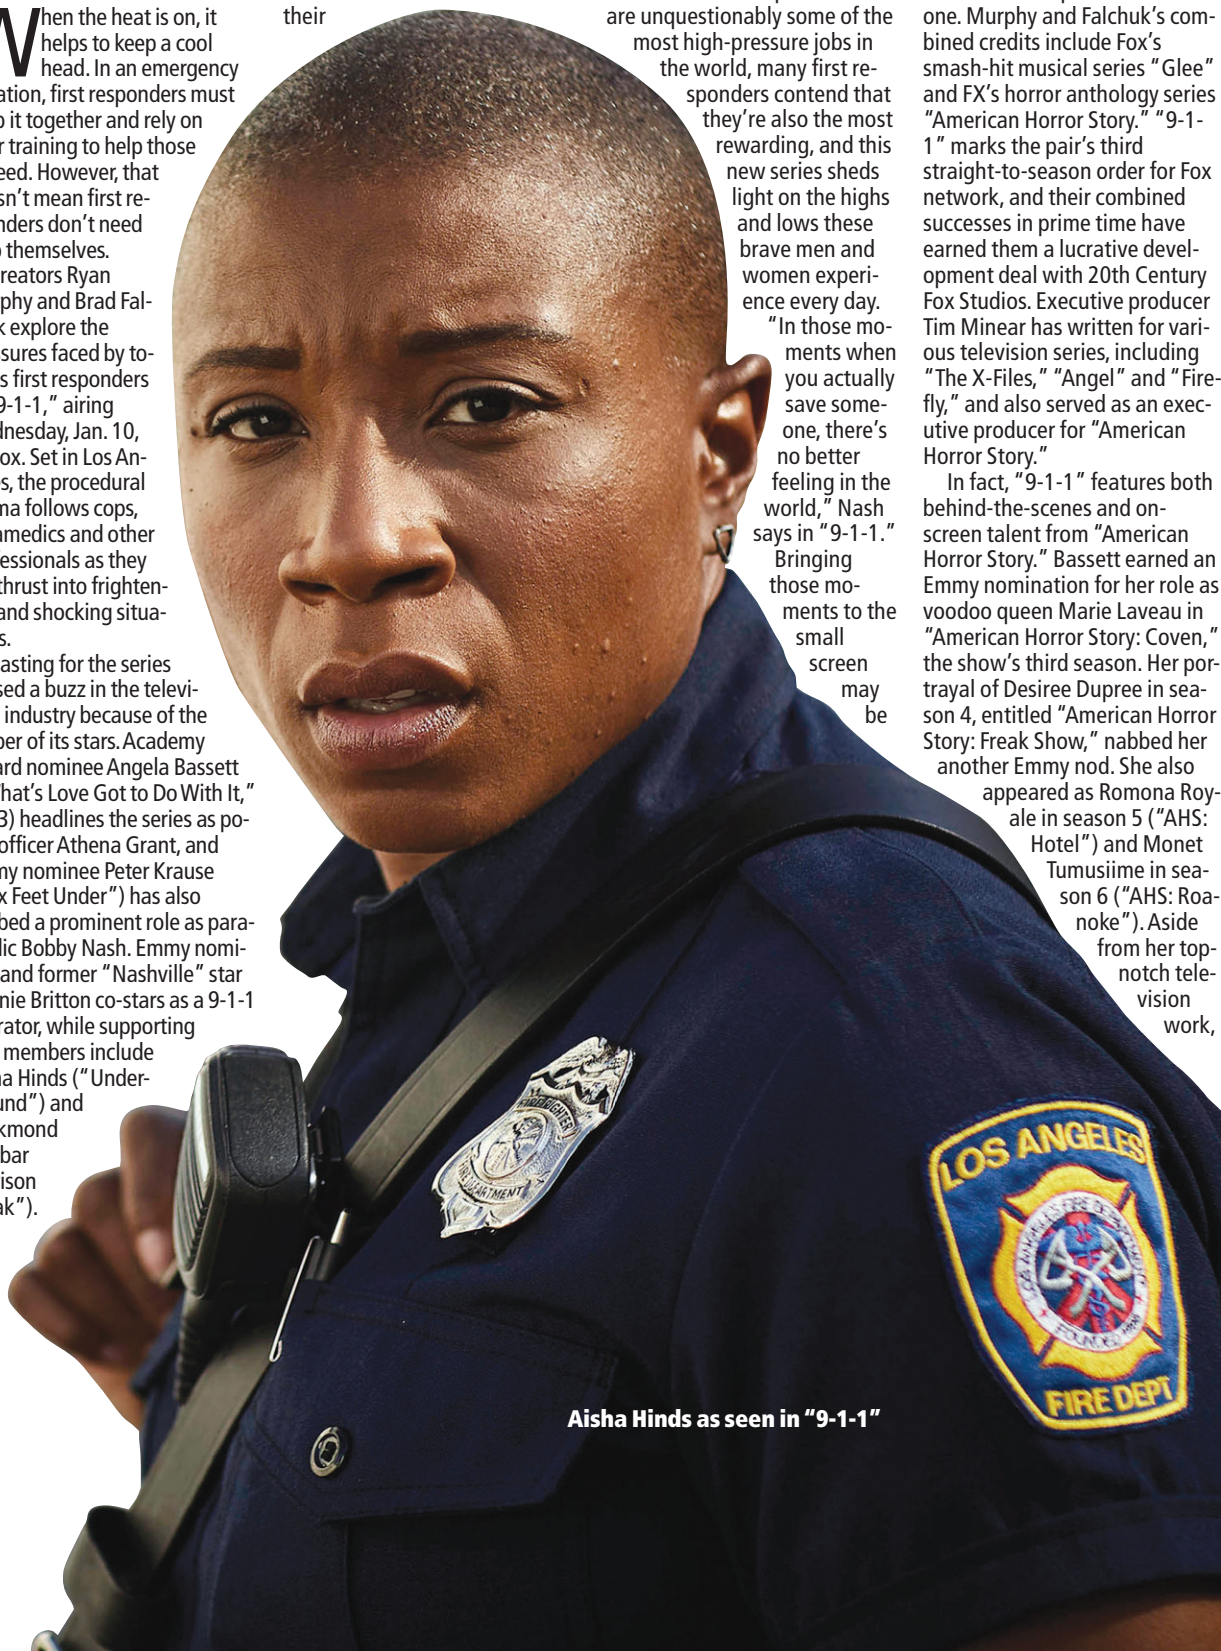 When the heat is on, it
helps to keep a cool
head. In an emergency
ation, first responders must
it together and rely on
training to help those
eed. However, that
sn't mean first re-
nders don't need
themselves.
reators Ryan
phy and Brad Fal-
k explore the
ssures faced by to-
s first responders
9-1-1,” airing
dnesday, Jan. 10,
ox. Set in Los An-
s, the procedural
ma follows cops,
amedics and other
essionals as they
thrust into frighten-
and shocking situa-
s.
asting for the series
sed a buzz in the televi-
industry because of the
ber of its stars. Academy
ard nominee Angela Bassett
hat's Love Got to Do With It,”
3) headlines the series as po-
officer Athena Grant, and
my nominee Peter Krause
x Feet Under”) has also
bed a prominent role as para-
dic Bobby Nash. Emmy nomi-
and former “Nashville” star
nie Britton co-stars as a 9-1-1
rator, while supporting
members include
ha Hinds (“Under-
und”) and
kmond
bar
ison
ak”).
their
are unquestionably some of the
most high-pressure jobs in
the world, many first re-
sponders contend that
they're also the most
rewarding, and this
new series sheds
light on the highs
and lows these
brave men and
women experi-
ence every day.
“In those mo-
ments when
you actually
save some-
one, there's
no better
feeling in the
world,” Nash
says in “9-1-1.”
Bringing
those mo-
ments to the
small
screen
may
be
one. Murphy and Falchuk's com-
bined credits include Fox's
smash-hit musical series “Glee”
and FX's horror anthology series
“American Horror Story.” “9-1-
1” marks the pair's third
straight-to-season order for Fox
network, and their combined
successes in prime time have
earned them a lucrative devel-
opment deal with 20th Century
Fox Studios. Executive producer
Tim Minear has written for vari-
ous television series, including
“The X-Files,” “Angel” and “Fire-
fly,” and also served as an exec-
utive producer for “American
Horror Story.”
In fact, “9-1-1” features both
behind-the-scenes and on-
screen talent from “American
Horror Story.” Bassett earned an
Emmy nomination for her role as
voodoo queen Marie Laveau in
“American Horror Story: Coven,”
the show's third season. Her por-
trayal of Desiree Dupree in sea-
son 4, entitled “American Horror
Story: Freak Show,” nabbed her
another Emmy nod. She also
appeared as Romona Roy-
ale in season 5 (“AHS:
Hotel”) and Monet
Tumusiime in sea-
son 6 (“AHS: Roa-
noke”). Aside
from her top-
notch tele-
vision
work,
FIREFIGHTER
FIRE DEPARTMENT
LOS ANGELES
LOS ANGELES FIRE DEPARTMENT
FOUNDED 1886
FIRE DEPT
Aisha Hinds as seen in “9-1-1”